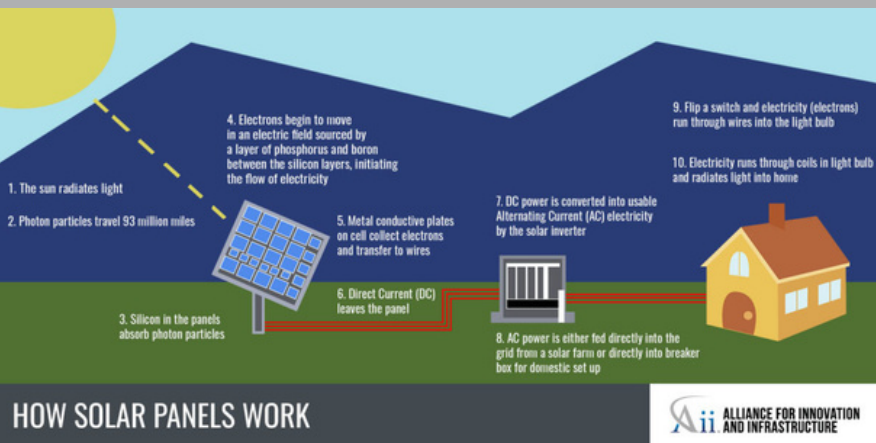 1. The sun radiates light
2. Photon particles travel 93 million miles
3. Silicon in the panels
absorb photon particles
4. Electrons begin to move
in an electric field sourced by
a layer of phosphorus and boron
between the silicon layers, initiating
the flow of electricity
5. Metal conductive plates
on cell collect electrons
and transfer to wires
6. Direct Current (DC)
leaves the panel
7. DC power is converted into usable
Alternating Current (AC) electricity
by the solar inverter
8. AC power is either fed directly into the
grid from a solar farm or directly into breaker
box for domestic set up
9. Flip a switch and electricity (electrons)
run through wires into the light bulb
10. Electricity runs through coils in light bulb
and radiates light into home
HOW SOLAR PANELS WORK
Aii
ALLIANCE FOR INNOVATION
AND INFRASTRUCTURE